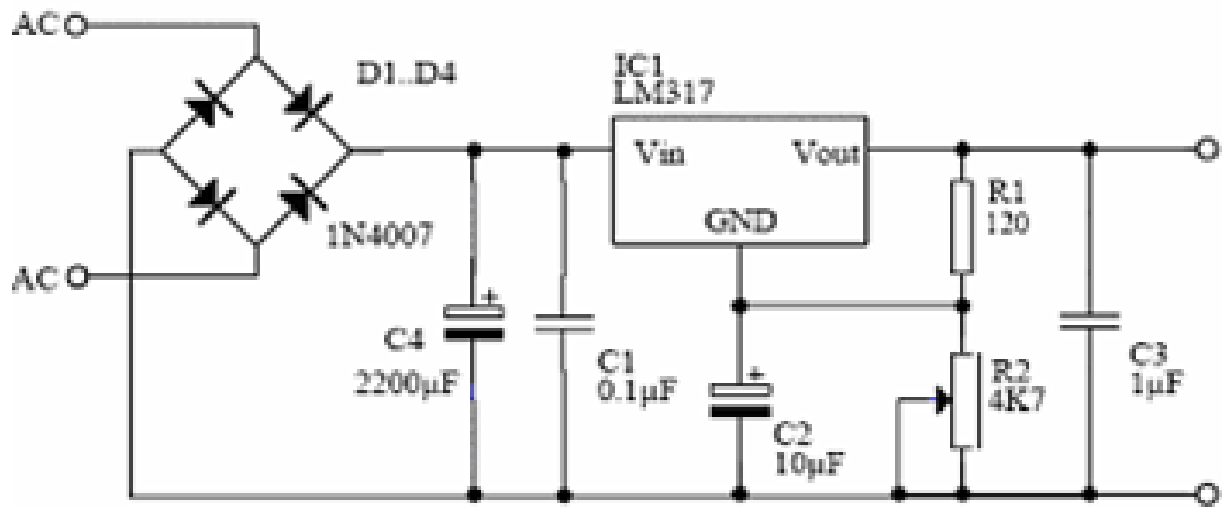 AC
D1..D4
1N4007
AC
IC1
LM317
Vin
Vout
GND
R1
120
+
C4
2200µF
C1
0.1µF
+
C2
10µF
R2
4K7
C3
1µF